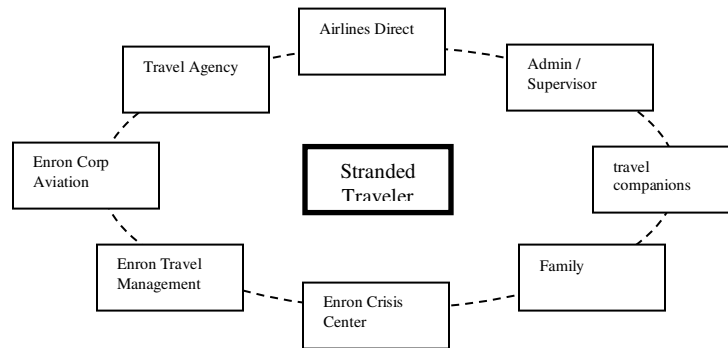 Airlines Direct
Travel Agency
Admin /
Supervisor
Enron Corp
Aviation
Stranded
Traveler
travel
companions
Enron Travel
Management
Family
Enron Crisis
Center